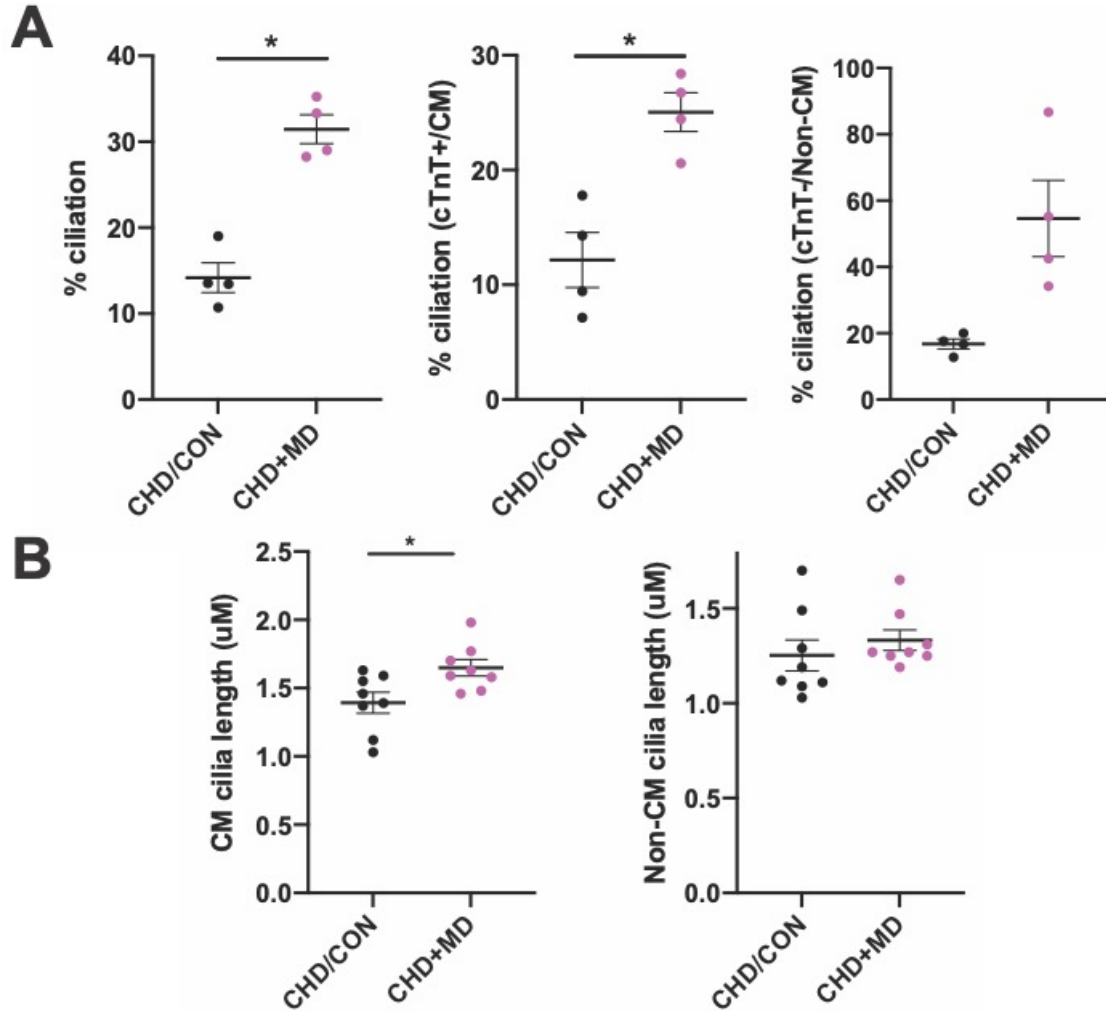 A
% ciliation
40
30
20
10
0
*
CHD/CON
CHD+MD
% ciliation (cTnT+/CM)
30
20
10
0
*
CHD/CON
CHD+MD
% ciliation (cTnT-/Non-CM)
100
80
60
40
20
0
CHD/CON
CHD+MD
B
CM cilia length (uM)
2.5
2.0
1.5
1.0
0.5
0.0
*
CHD/CON
CHD+MD
Non-CM cilia length (uM)
1.5
1.0
0.5
0.0
CHD/CON
CHD+MD